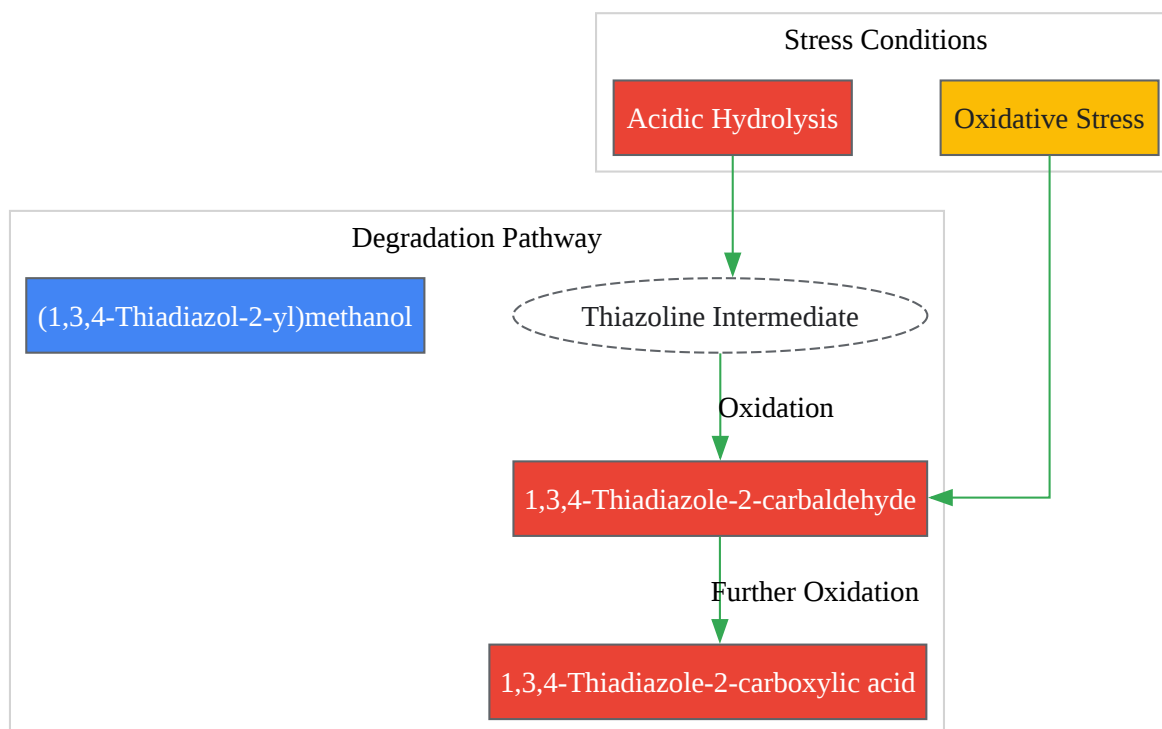 Stress Conditions
Acidic Hydrolysis
Oxidative Stress
Degradation Pathway
(1,3,4-Thiadiazol-2-yl)methanol
Thiazoline Intermediate
Oxidation
1,3,4-Thiadiazole-2-carbaldehyde
Further Oxidation
1,3,4-Thiadiazole-2-carboxylic acid